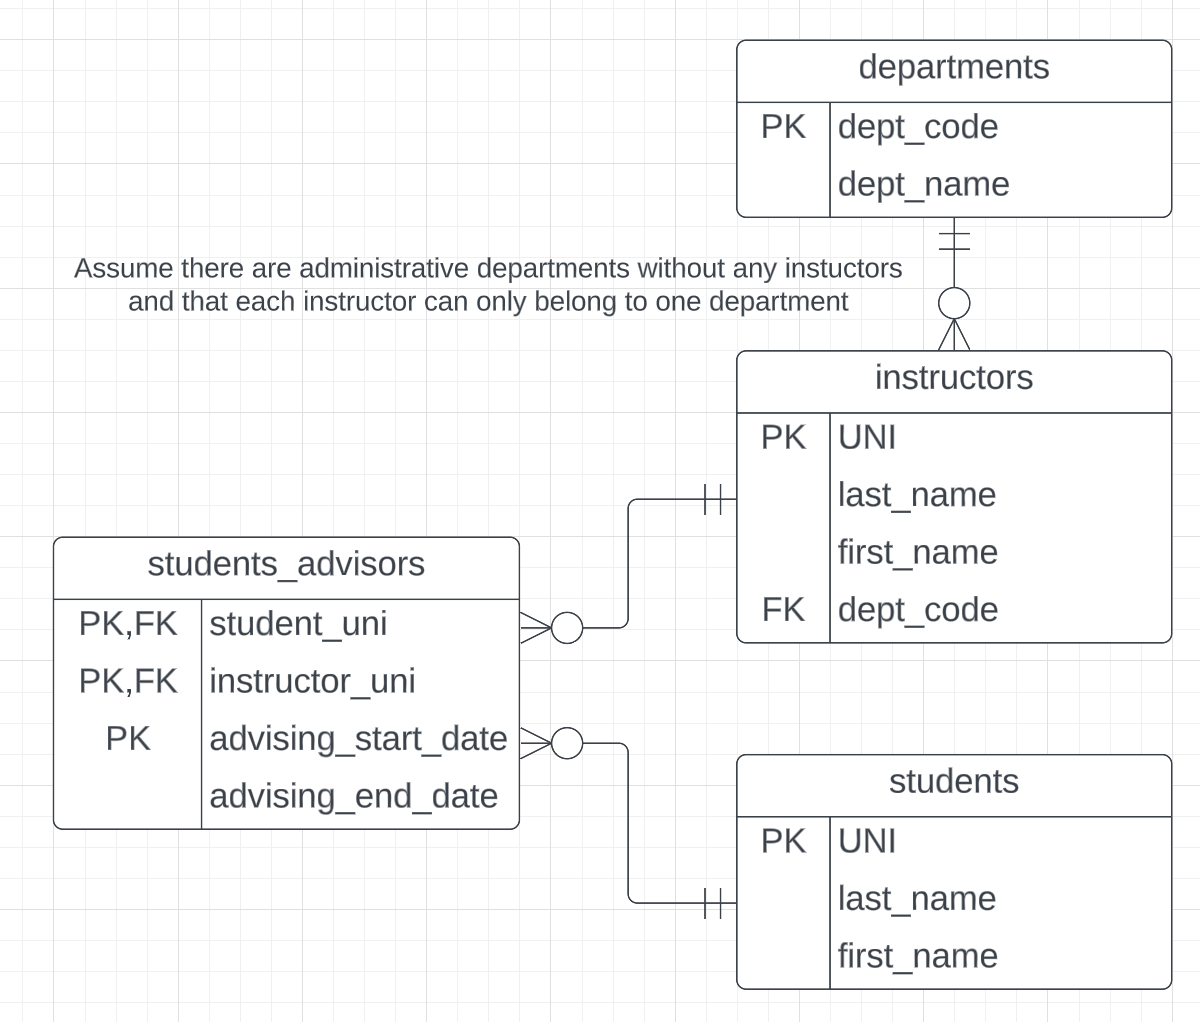 departments
PK dept_code
dept_name
Assume there are administrative departments without any instuctors
and that each instructor can only belong to one department
instructors
PK UNI
last_name
first_name
FK dept_code
students_advisors
PK,FK student_uni
PK,FK instructor_uni
PK advising_start_date
advising_end_date
students
PK UNI
last_name
first_name